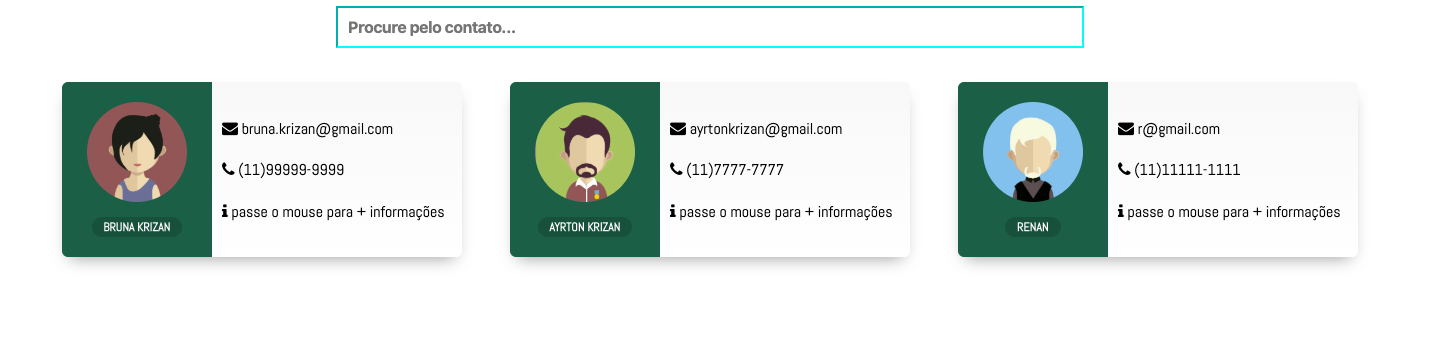 Procure pelo contato...
bruna.krizan@gmail.com
(11)99999-9999
passe o mouse para + informações
BRUNA KRIZAN
ayrtonkrizan@gmail.com
(11)7777-7777
passe o mouse para + informações
AYRTON KRIZAN
r@gmail.com
(11)11111-1111
passe o mouse para + informações
RENAN